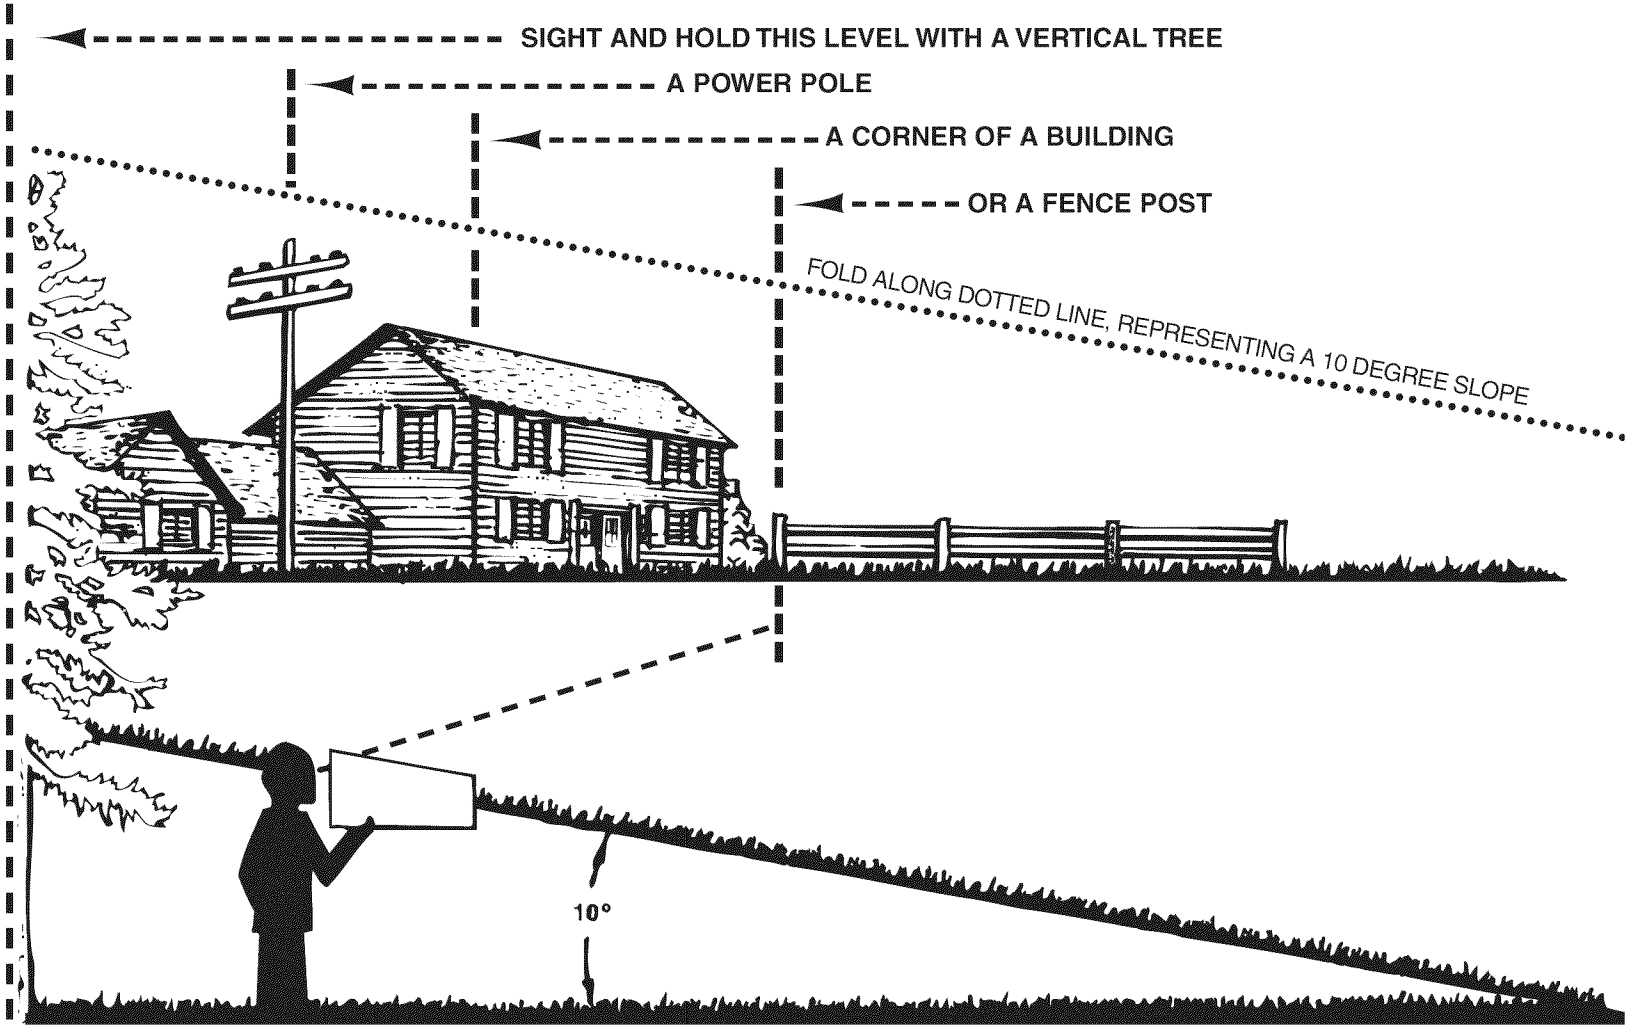 SIGHT AND HOLD THIS LEVEL WITH A VERTICAL TREE
A POWER POLE
A CORNER OF A BUILDING
OR A FENCE POST
FOLD ALONG DOTTED LINE, REPRESENTING A 10 DEGREE SLOPE
10°